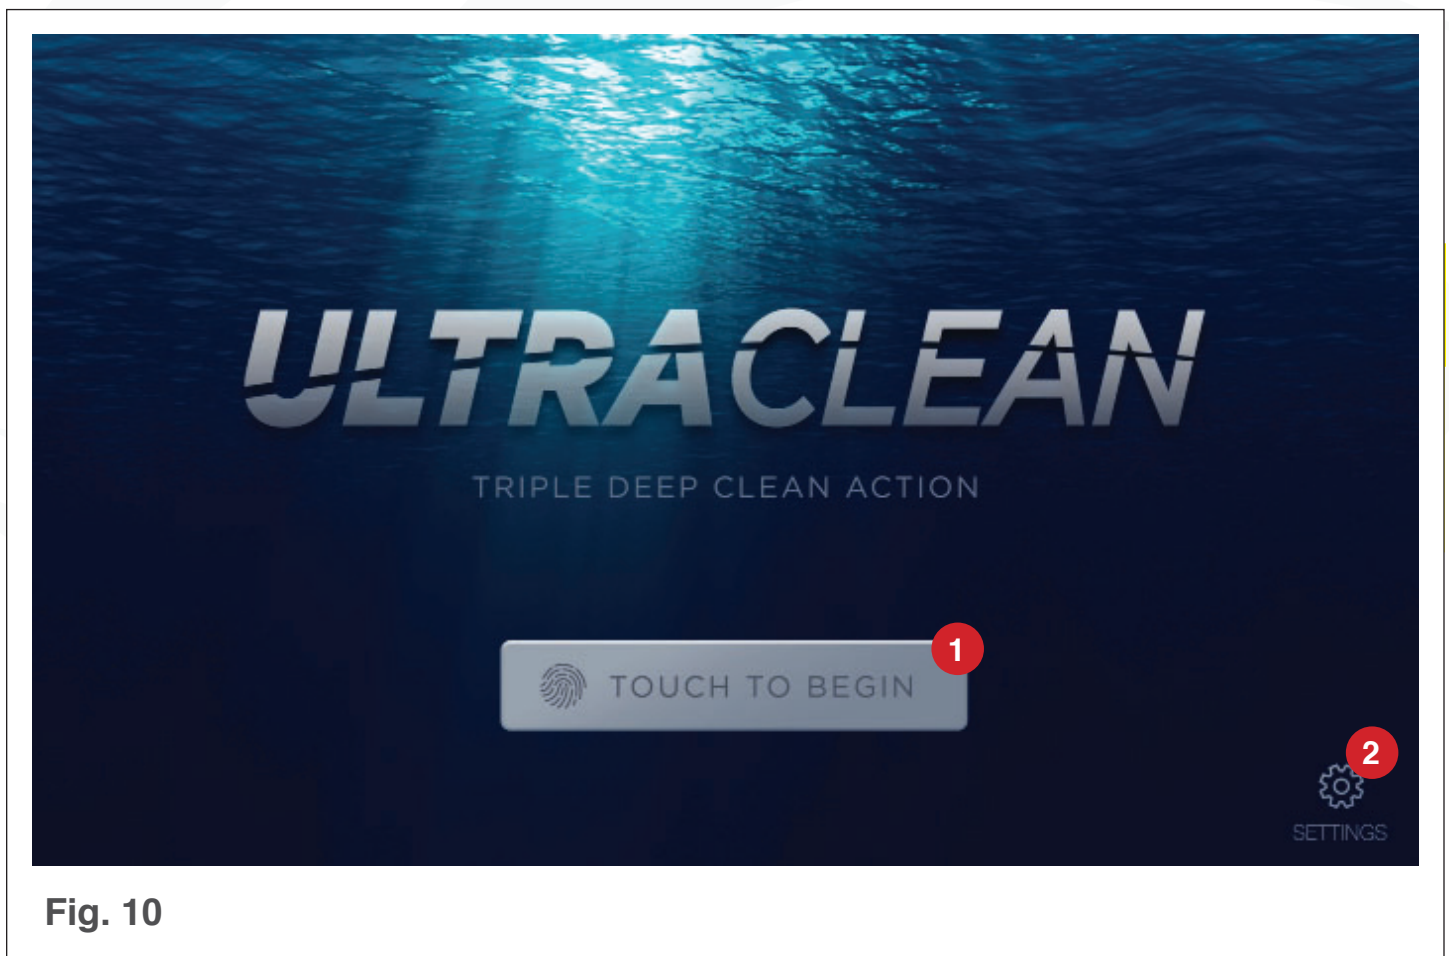 ULTRACLEAN
TRIPLE DEEP CLEAN ACTION
TOUCH TO BEGIN
1
2
SETTINGS
Fig. 10